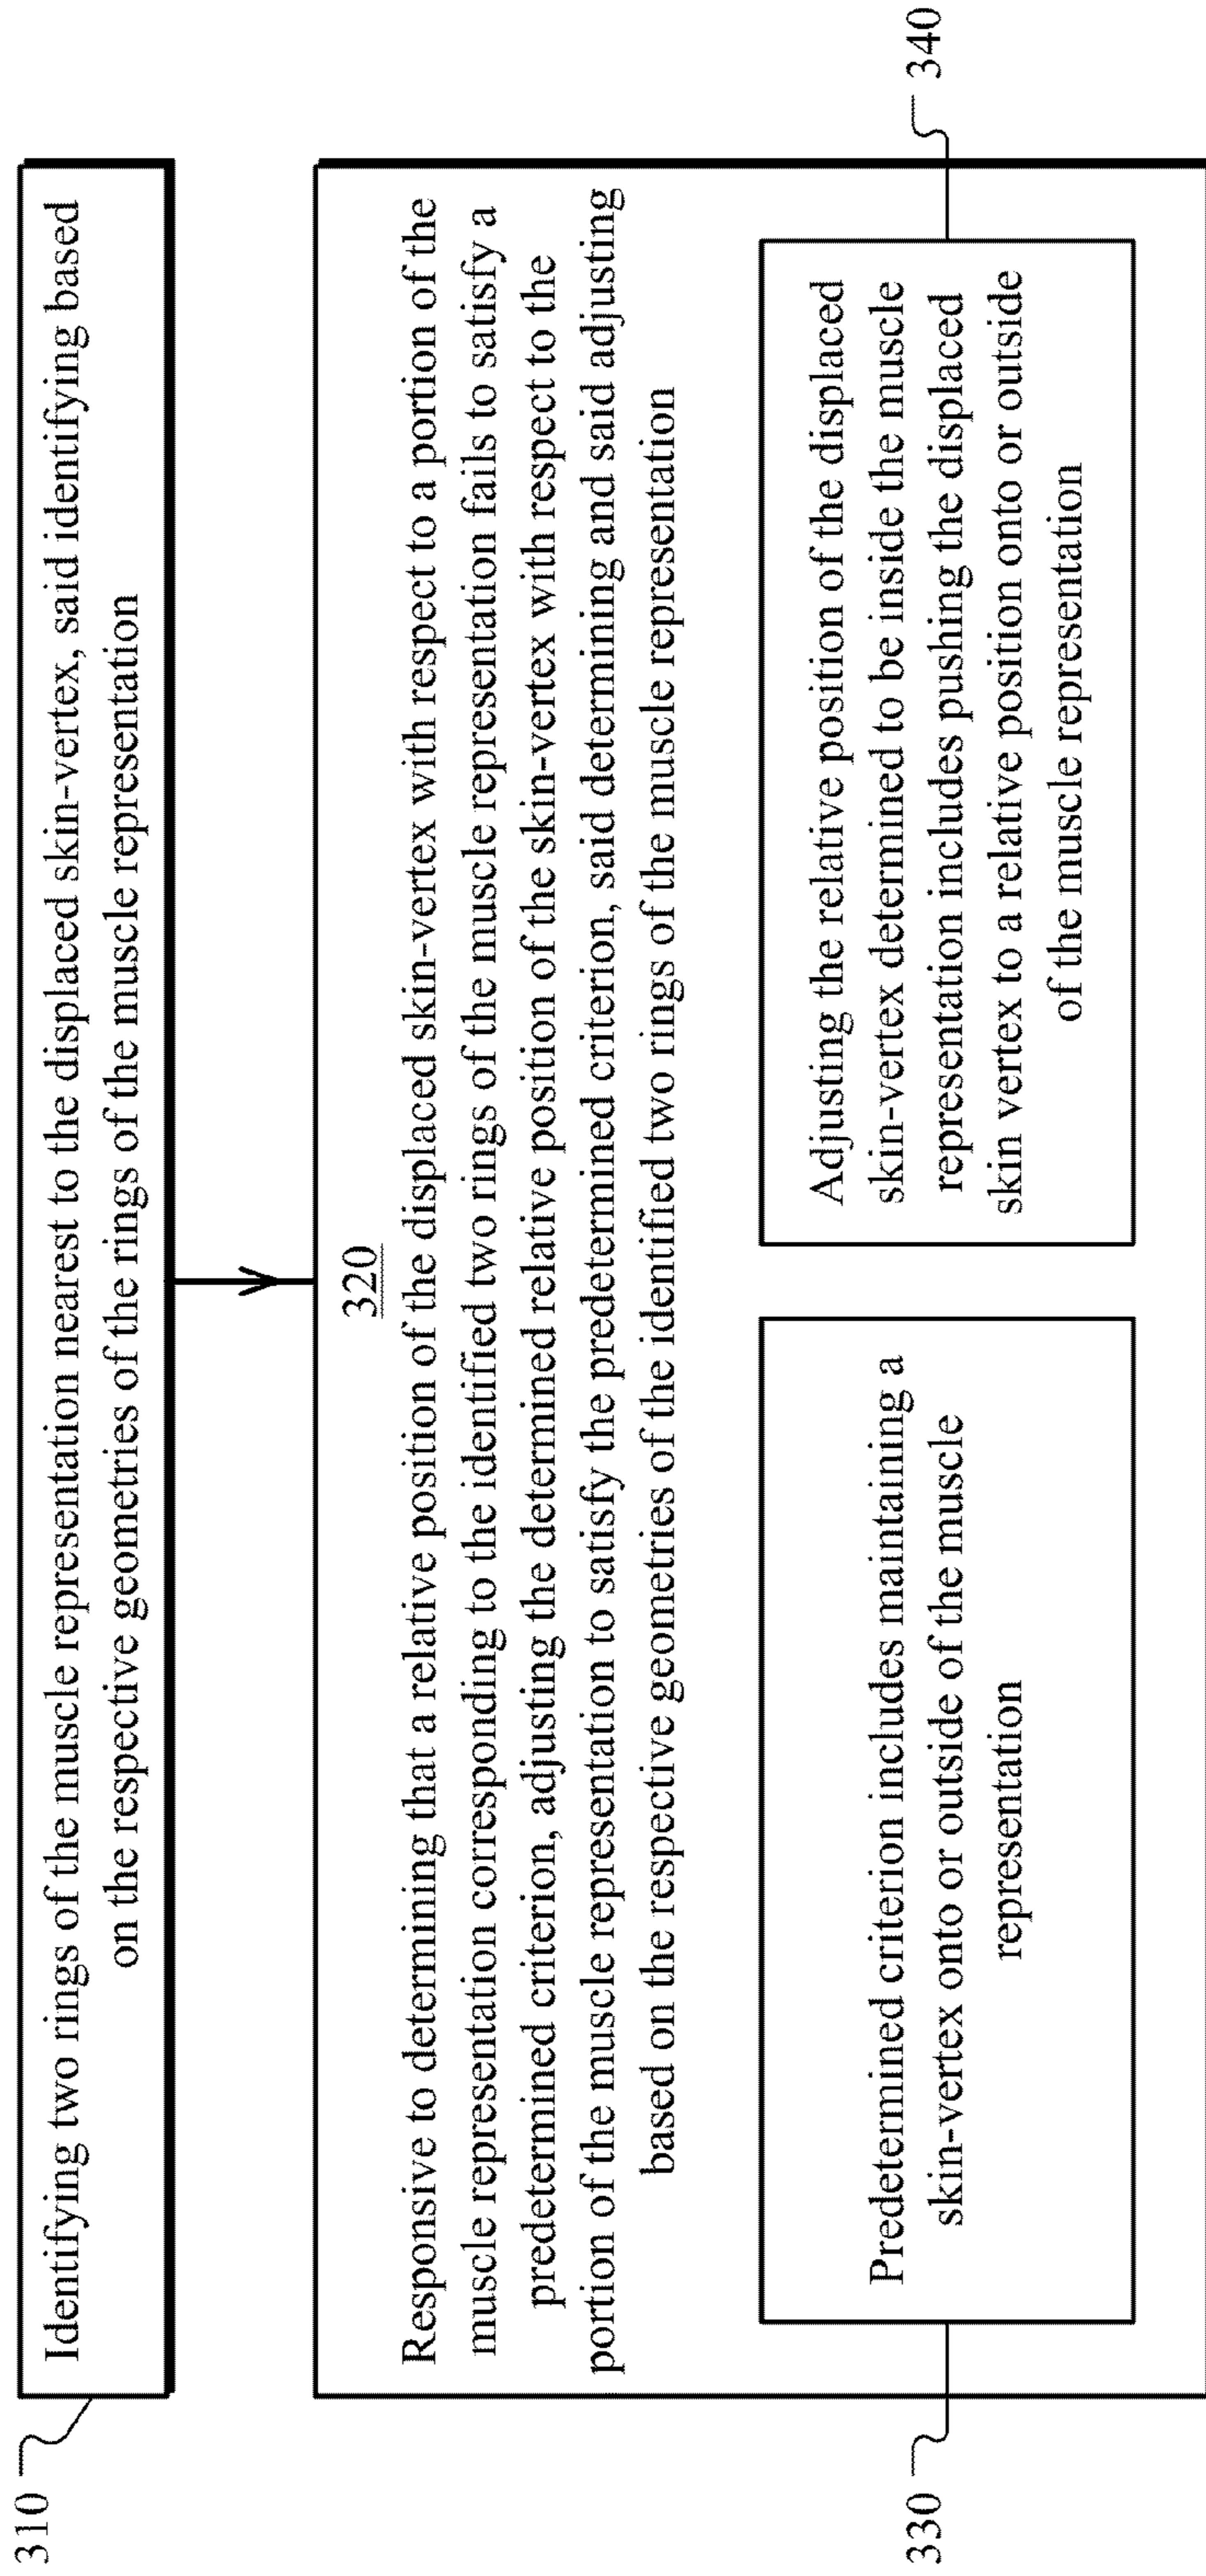 310
Identifying two rings of the muscle representation nearest to the displaced skin-vertex, said identifying based
on the respective geometries of the rings of the muscle representation
320
Responsive to determining that a relative position of the displaced skin-vertex with respect to a portion of the
muscle representation corresponding to the identified two rings of the muscle representation fails to satisfy a
predetermined criterion, adjusting the determined relative position of the skin-vertex with respect to the
portion of the muscle representation to satisfy the predetermined criterion, said determining and said adjusting
based on the respective geometries of the identified two rings of the muscle representation
330
Predetermined criterion includes maintaining a
skin-vertex onto or outside of the muscle
representation
340
Adjusting the relative position of the displaced
skin-vertex determined to be inside the muscle
representation includes pushing the displaced
skin vertex to a relative position onto or outside
of the muscle representation